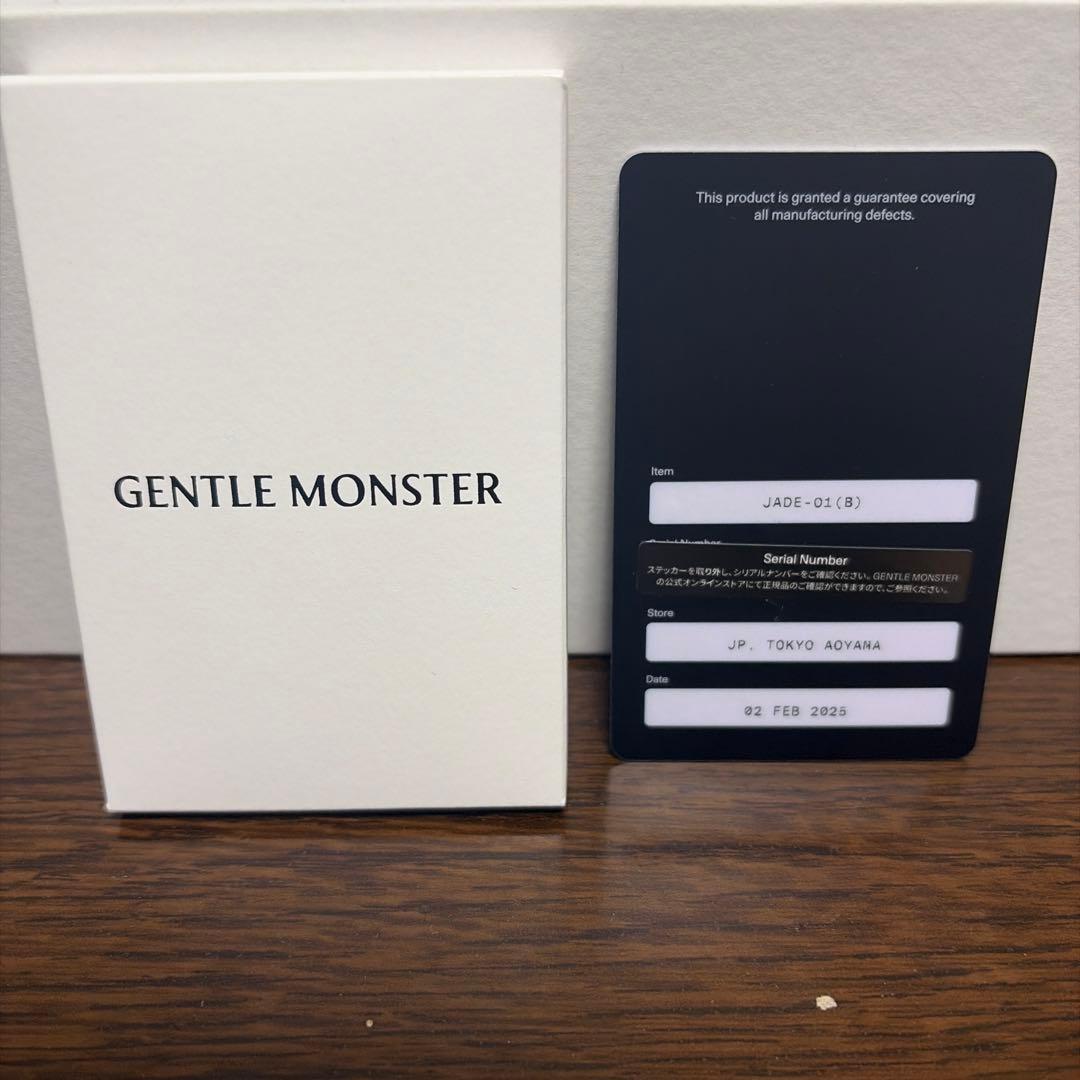 GENTLE MONSTER
This product is granted a guarantee covering
all manufacturing defects.
Item
JADE-01(B)
Serial Number
Serial Number
ステッカーを取り外し、シリアルナンバーをご確認ください。GENTLE MONSTER
の公式オンラインストアにて正規品のご確認ができますので、ご参照ください。
Store
JP. TOKYO AOYAMA
Date
02 FEB 2025